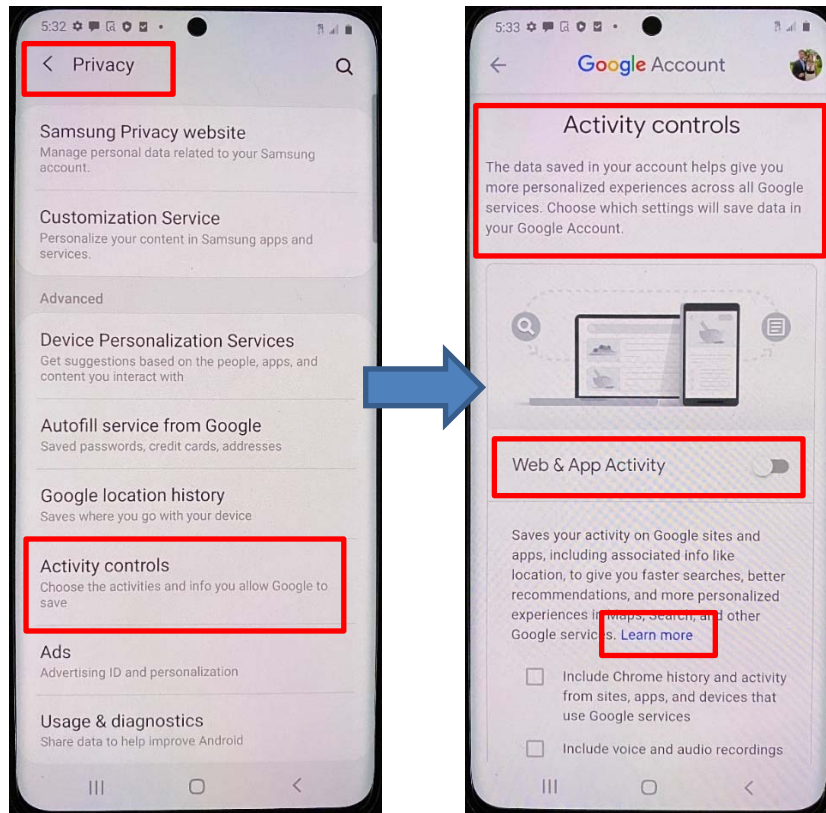 5:32
Privacy
Samsung Privacy website
Manage personal data related to your Samsung
account.
Customization Service
Personalize your content in Samsung apps and
services.
Advanced
Device Personalization Services
Get suggestions based on the people, apps, and
content you interact with
Autofill service from Google
Saved passwords, credit cards, addresses
Google location history
Saves where you go with your device
Activity controls
Choose the activities and info you allow Google to
save
Ads
Advertising ID and personalization
Usage & diagnostics
Share data to help improve Android
5:33
Google Account
Activity controls
The data saved in your account helps give you
more personalized experiences across all Google
services. Choose which settings will save data in
your Google Account.
Web & App Activity
Saves your activity on Google sites and
apps, including associated info like
location, to give you faster searches, better
recommendations, and more personalized
experiences in Maps, Search, and other
Google services. Learn more
Include Chrome history and activity
from sites, apps, and devices that
use Google services
Include voice and audio recordings